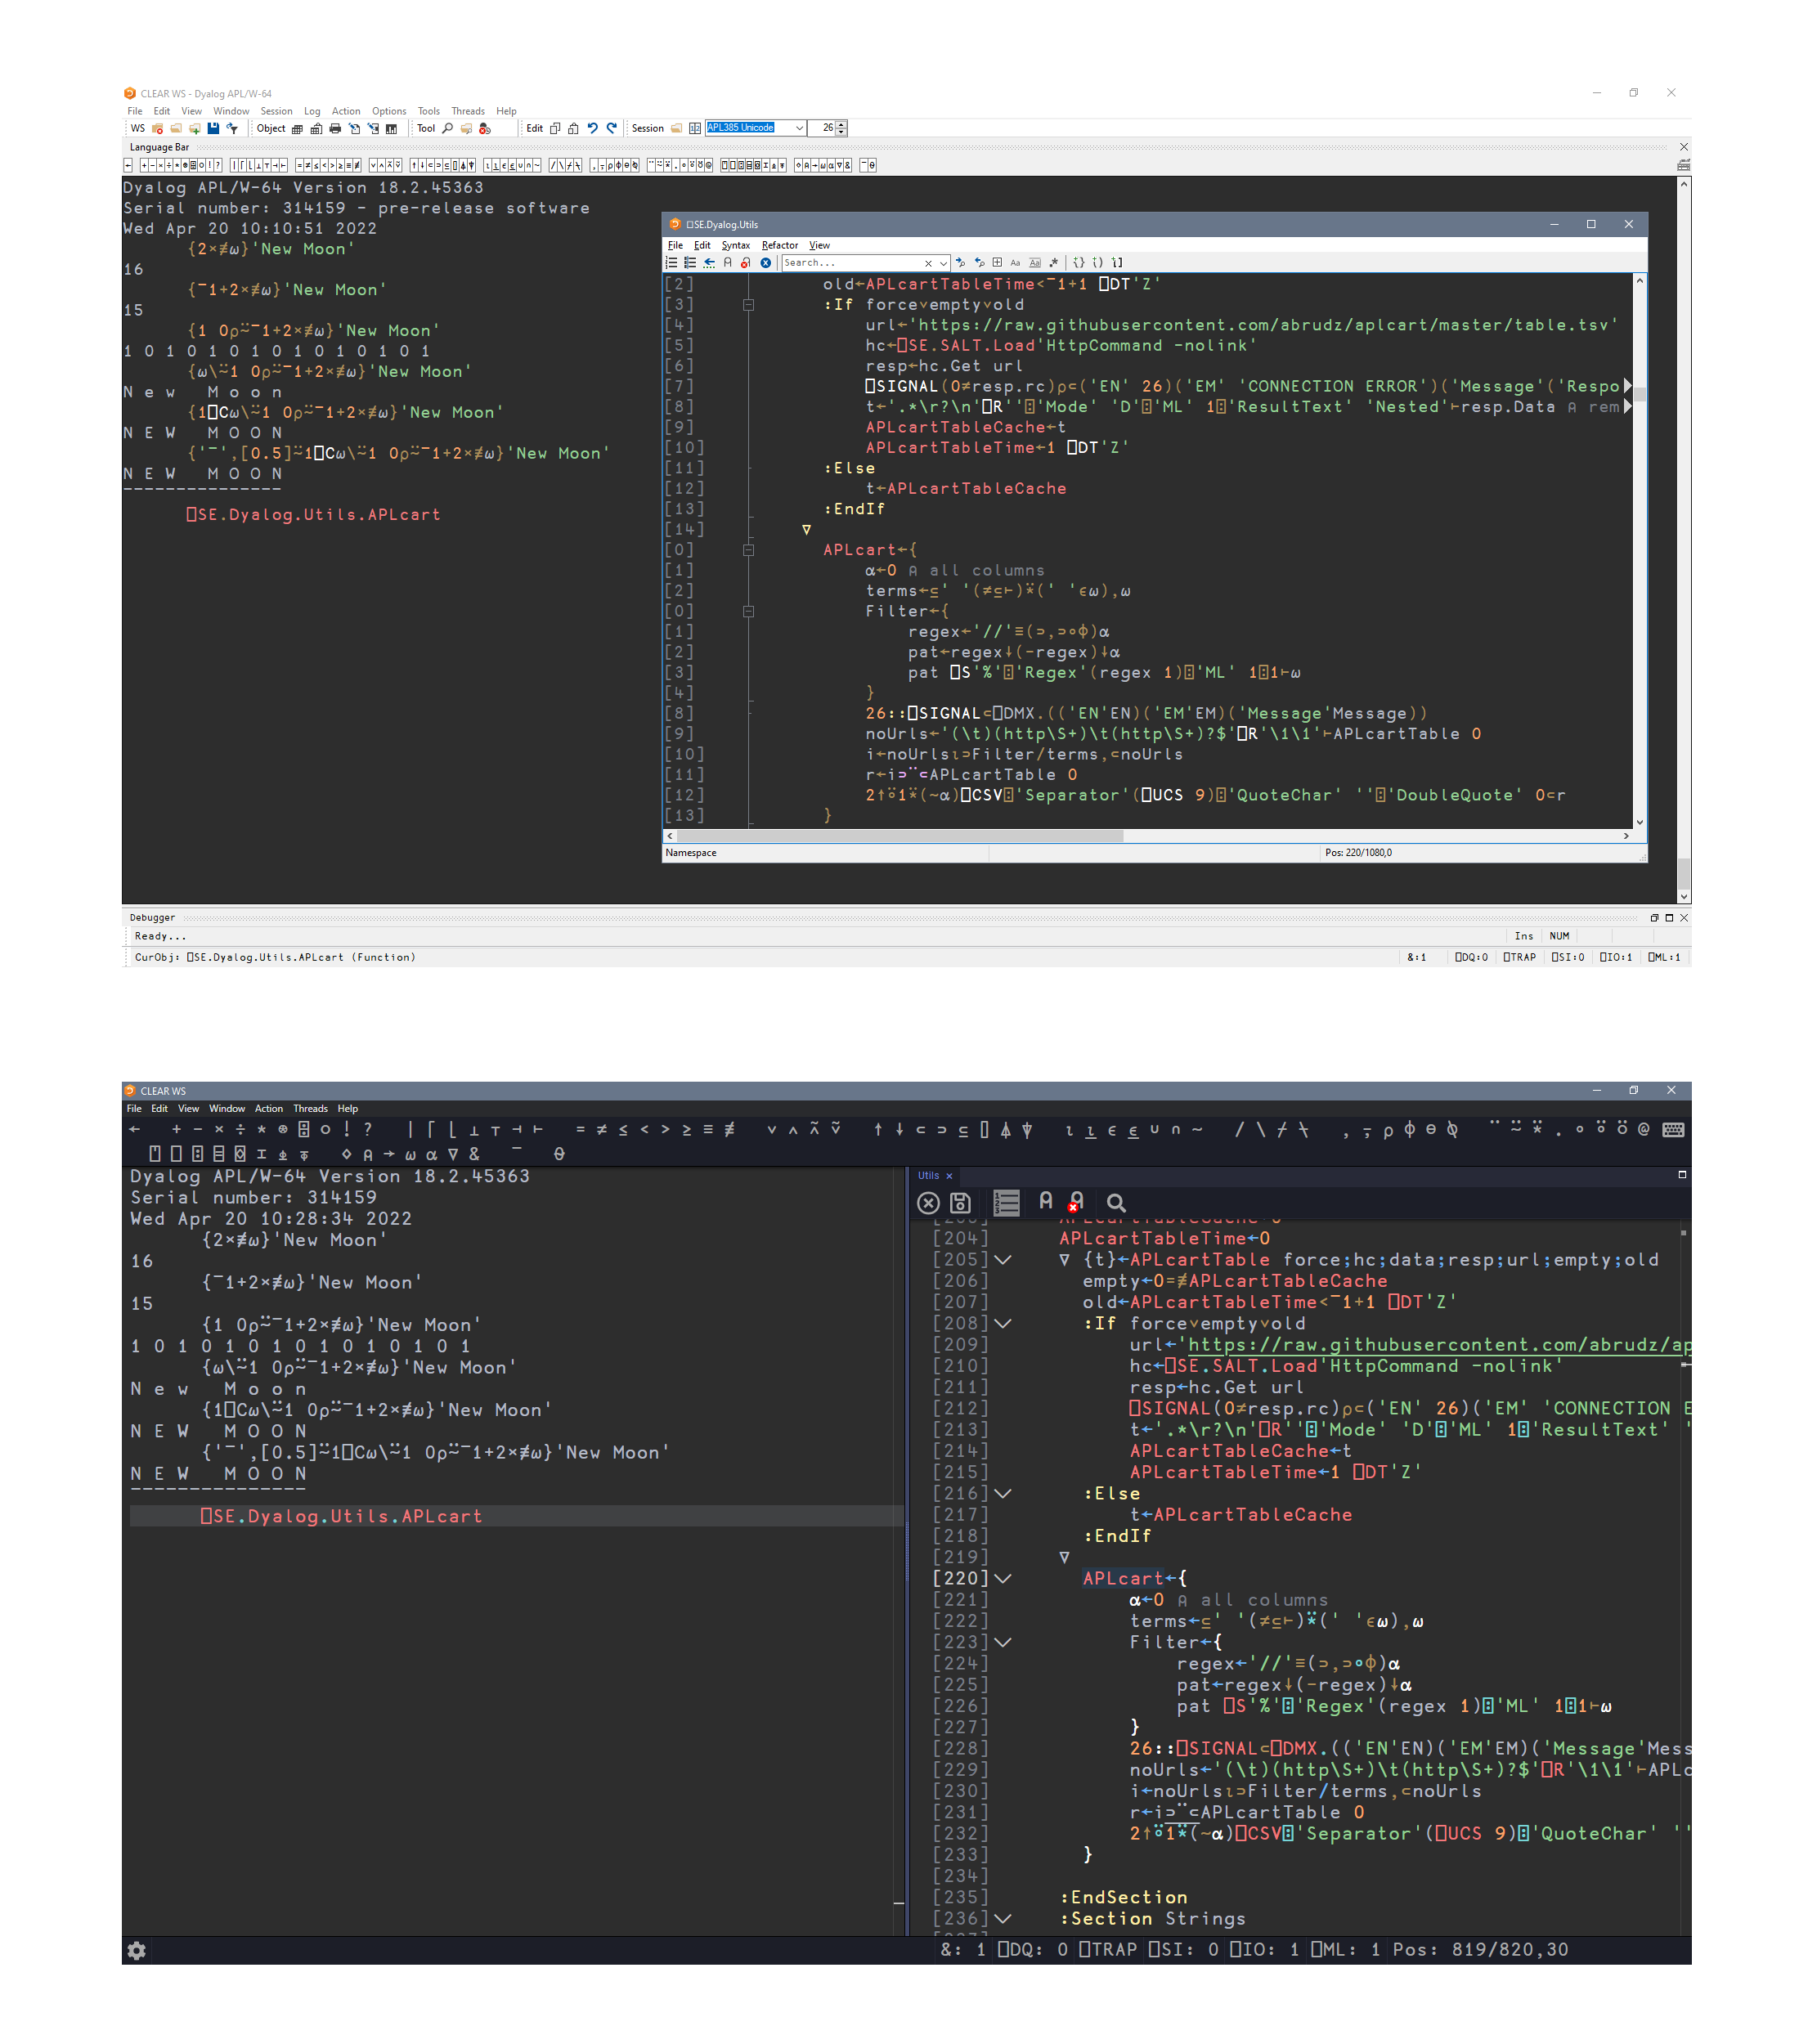 CLEAR WS - Dyalog APL/W-64
File Edit View Window Session Log Action Options Tools Threads Help
WS Object Tool Edit Session APL385 Unicode 26
Language Bar
← +-×÷*⍟⌹○!? |⌈⌊⊥⊤⊣⊢ =≠≤<>≥≡≢ ∨∧⍲⍱ ↑↓⊂⊃⊆⌷⍋⍒ ⍳⍸∊⍷∪∩~ /\⌿⍀ ,⍪⍴⌽⊖⍉ ¨⍨⍣.∘⍤⍥@ ⍞⎕⍠⌸⌺⌶⍎⍕ ⋄⍝→⍵⍺∇& ¯⍬
Dyalog APL/W-64 Version 18.2.45363
Serial number: 314159 - pre-release software
Wed Apr 20 10:10:51 2022
{2×≢⍵}'New Moon'
16
{¯1+2×≢⍵}'New Moon'
15
{1 0⍴⍨¯1+2×≢⍵}'New Moon'
1 0 1 0 1 0 1 0 1 0 1 0 1 0 1
{⍵\⍨1 0⍴⍨¯1+2×≢⍵}'New Moon'
N e w   M o o n
{1⎕C⍵\⍨1 0⍴⍨¯1+2×≢⍵}'New Moon'
N E W   M O O N
{'¯',[0.5]⍨1⎕C⍵\⍨1 0⍴⍨¯1+2×≢⍵}'New Moon'
N E W   M O O N
¯¯¯¯¯¯¯¯¯¯¯¯¯¯¯
⎕SE.Dyalog.Utils.APLcart
⎕SE.Dyalog.Utils
File Edit Syntax Refactor View
Search...
[2] old←APLcartTableTime<¯1+1 ⎕DT'Z'
[3] :If force∨empty∨old
[4] url←'https://raw.githubusercontent.com/abrudz/aplcart/master/table.tsv'
[5] hc←⎕SE.SALT.Load'HttpCommand -nolink'
[6] resp←hc.Get url
[7] ⎕SIGNAL(0≠resp.rc)⍴⊂('EN' 26)('EM' 'CONNECTION ERROR')('Message'('Respo
[8] t←'.*\r?\n'⎕R''⍠'Mode' 'D'⍠'ML' 1⍠'ResultText' 'Nested'⊢resp.Data ⍝ rem
[9] APLcartTableCache←t
[10] APLcartTableTime←1 ⎕DT'Z'
[11] :Else
[12] t←APLcartTableCache
[13] :EndIf
[14] ∇
[0] APLcart←{
[1] ⍺←0 ⍝ all columns
[2] terms←⊆' '(≠⊆⊢)⍣(' '∊⍵),⍵
[0] Filter←{
[1] regex←'//'≡(⊃,⊃∘⌽)⍺
[2] pat←regex↓(-regex)↓⍺
[3] pat ⎕S'%'⍠'Regex'(regex 1)⍠'ML' 1⍠1⊢⍵
[4] }
[8] 26::⎕SIGNAL⊂⎕DMX.(('EN'EN)('EM'EM)('Message'Message))
[9] noUrls←'(\t)(http\S+)\t(http\S+)?$'⎕R'\1\1'⊢APLcartTable 0
[10] i←noUrls⍳⊃Filter/terms,⊂noUrls
[11] r←i⊃¨⊂APLcartTable 0
[12] 2↑⍤1⍣(~⍺)⎕CSV⍠'Separator'(⎕UCS 9)⍠'QuoteChar' ''⍠'DoubleQuote' 0⊂r
[13] }
Namespace Pos: 220/1080,0
Debugger
Ready... Ins NUM
CurObj: ⎕SE.Dyalog.Utils.APLcart (Function) &:1 ⎕DQ:0 ⎕TRAP ⎕SI:0 ⎕IO:1 ⎕ML:1
CLEAR WS
File Edit View Window Action Threads Help
← + - × ÷ * ⍟ ⌹ ○ ! ? | ⌈ ⌊ ⊥ ⊤ ⊣ ⊢ = ≠ ≤ < > ≥ ≡ ≢ ∨ ∧ ⍲ ⍱ ↑ ↓ ⊂ ⊃ ⊆ ⌷ ⍋ ⍒ ⍳ ⍸ ∊ ⍷ ∪ ∩ ~ / \ ⌿ ⍀ , ⍪ ⍴ ⌽ ⊖ ⍉ ¨ ⍨ ⍣ . ∘ ⍤ ⍥ @
⍞ ⎕ ⍠ ⌸ ⌺ ⌶ ⍎ ⍕ ⋄ ⍝ → ⍵ ⍺ ∇ & ¯ ⍬
Dyalog APL/W-64 Version 18.2.45363
Serial number: 314159
Wed Apr 20 10:28:34 2022
{2×≢⍵}'New Moon'
16
{¯1+2×≢⍵}'New Moon'
15
{1 0⍴⍨¯1+2×≢⍵}'New Moon'
1 0 1 0 1 0 1 0 1 0 1 0 1 0 1
{⍵\⍨1 0⍴⍨¯1+2×≢⍵}'New Moon'
N e w   M o o n
{1⎕C⍵\⍨1 0⍴⍨¯1+2×≢⍵}'New Moon'
N E W   M O O N
{'¯',[0.5]⍨1⎕C⍵\⍨1 0⍴⍨¯1+2×≢⍵}'New Moon'
N E W   M O O N
¯¯¯¯¯¯¯¯¯¯¯¯¯¯¯
⎕SE.Dyalog.Utils.APLcart
Utils ×
[204] APLcartTableTime←0
[205] ∇ {t}←APLcartTable force;hc;data;resp;url;empty;old
[206] empty←0=≢APLcartTableCache
[207] old←APLcartTableTime<¯1+1 ⎕DT'Z'
[208] :If force∨empty∨old
[209] url←'https://raw.githubusercontent.com/abrudz/ap
[210] hc←⎕SE.SALT.Load'HttpCommand -nolink'
[211] resp←hc.Get url
[212] ⎕SIGNAL(0≠resp.rc)⍴⊂('EN' 26)('EM' 'CONNECTION E
[213] t←'.*\r?\n'⎕R''⍠'Mode' 'D'⍠'ML' 1⍠'ResultText' '
[214] APLcartTableCache←t
[215] APLcartTableTime←1 ⎕DT'Z'
[216] :Else
[217] t←APLcartTableCache
[218] :EndIf
[219] ∇
[220] APLcart←{
[221] ⍺←0 ⍝ all columns
[222] terms←⊆' '(≠⊆⊢)⍣(' '∊⍵),⍵
[223] Filter←{
[224] regex←'//'≡(⊃,⊃∘⌽)⍺
[225] pat←regex↓(-regex)↓⍺
[226] pat ⎕S'%'⍠'Regex'(regex 1)⍠'ML' 1⍠1⊢⍵
[227] }
[228] 26::⎕SIGNAL⊂⎕DMX.(('EN'EN)('EM'EM)('Message'Mess
[229] noUrls←'(\t)(http\S+)\t(http\S+)?$'⎕R'\1\1'⊢APLc
[230] i←noUrls⍳⊃Filter/terms,⊂noUrls
[231] r←i⊃¨⊂APLcartTable 0
[232] 2↑⍤1⍣(~⍺)⎕CSV⍠'Separator'(⎕UCS 9)⍠'QuoteChar' ''
[233] }
[234]
[235] :EndSection
[236] :Section Strings
&: 1 ⎕DQ: 0 ⎕TRAP ⎕SI: 0 ⎕IO: 1 ⎕ML: 1 Pos: 819/820,30